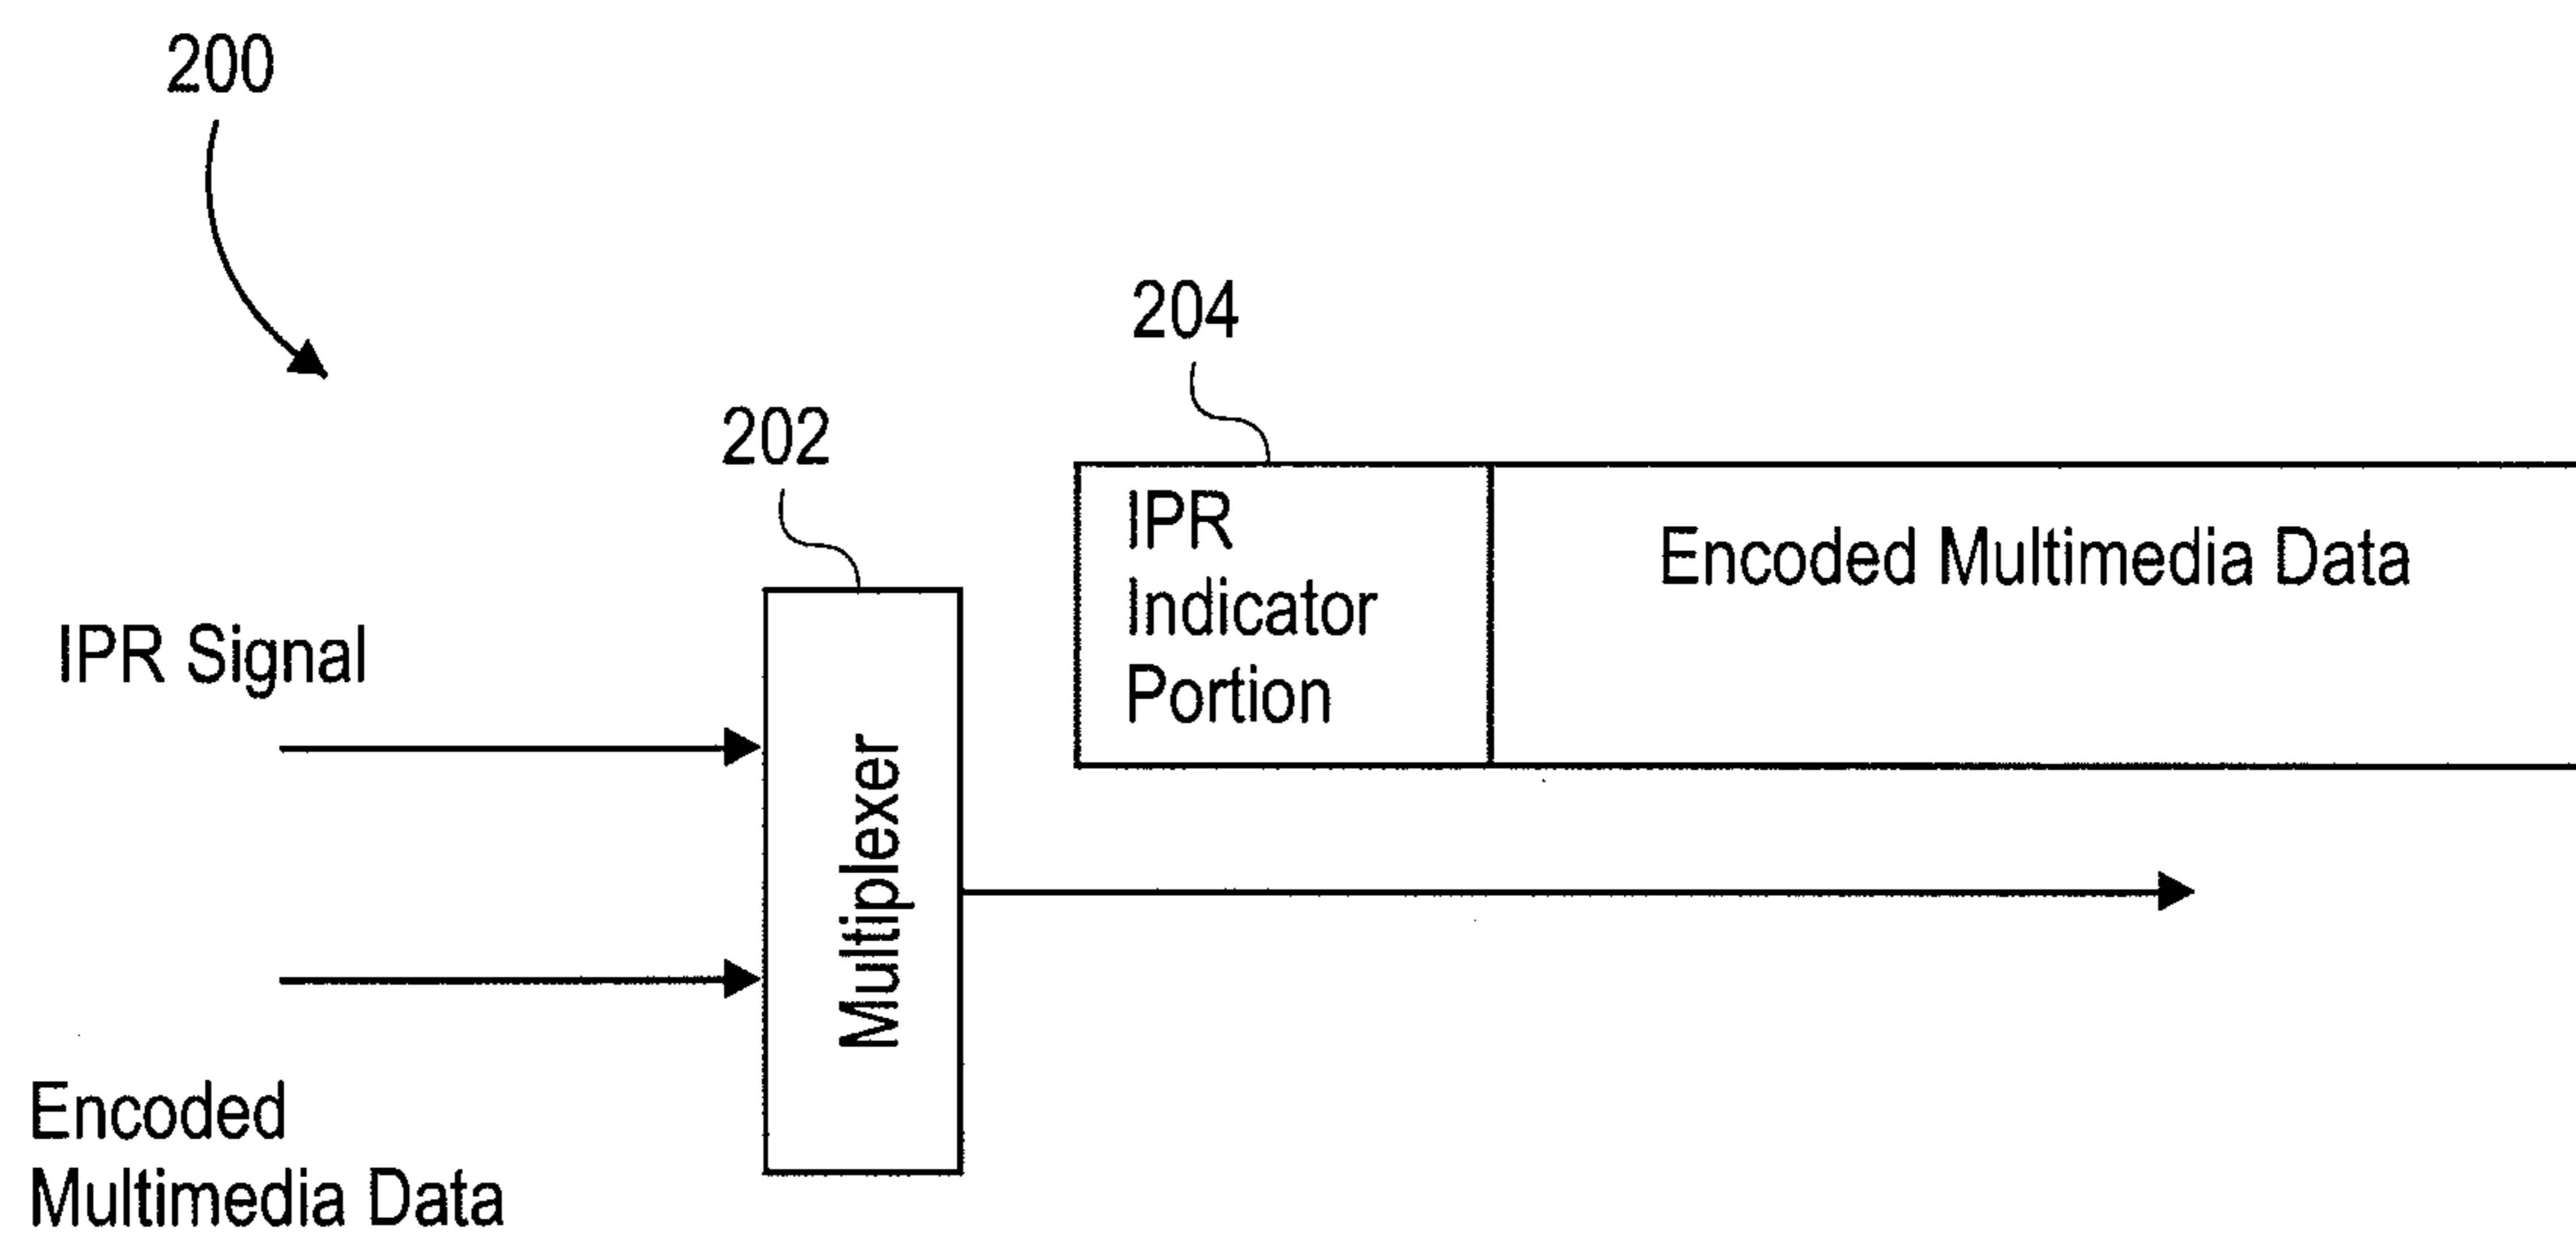 200
204
202
IPR
Indicator
Portion
Encoded Multimedia Data
IPR Signal
Multiplexer
Encoded
Multimedia Data